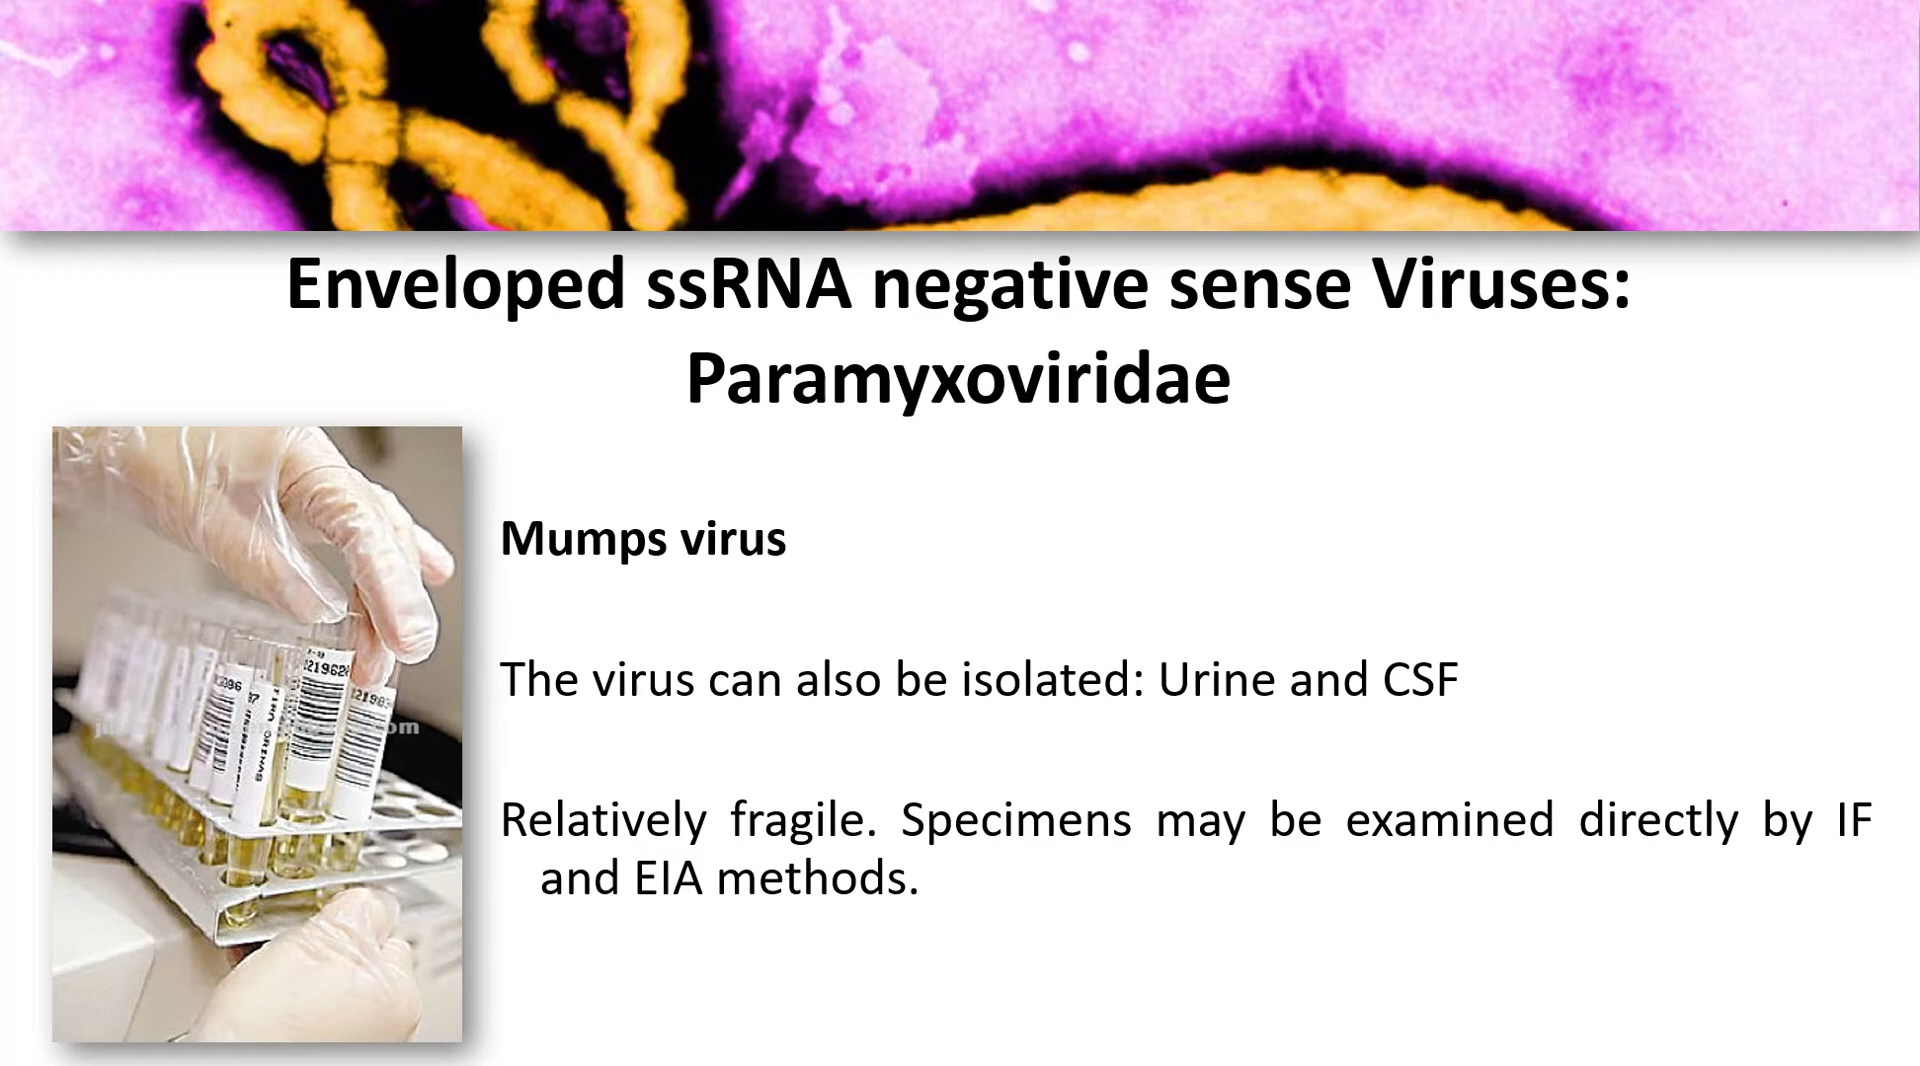 Enveloped ssRNA negative sense Viruses:
Paramyxoviridae
Mumps virus
The virus can also be isolated: Urine and CSF
Relatively fragile. Specimens may be examined directly by IF
and EIA methods.